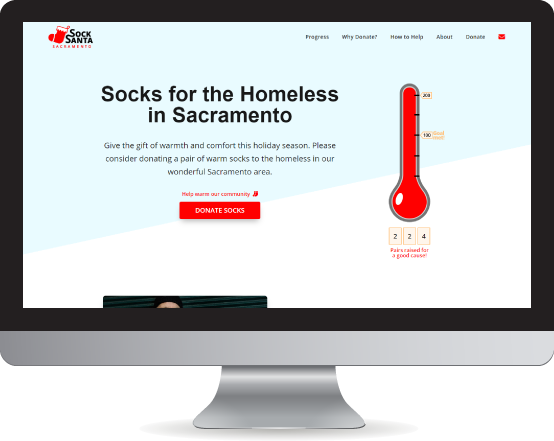 SOCK
SANTA
SACRAMENTO
Progress
Why Donate?
How to Help
About
Donate
Socks for the Homeless
in Sacramento
Give the gift of warmth and comfort this holiday season. Please
consider donating a pair of warm socks to the homeless in our
wonderful Sacramento area.
Help warm our community
DONATE SOCKS
200
100
2 2 4
Pairs raised for
a good cause!